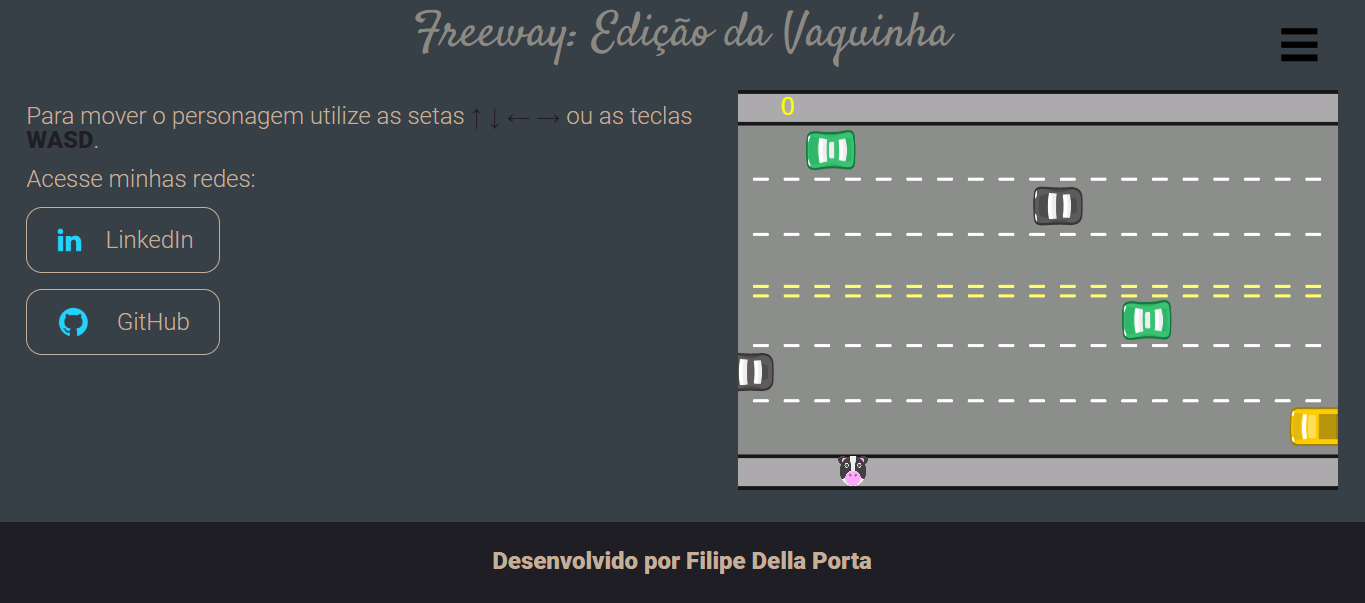 Freeway: Edição da Vaquinha
Para mover o personagem utilize as setas ↑ ↓ ← → ou as teclas
WASD.
Acesse minhas redes:
in LinkedIn
GitHub
0
Desenvolvido por Filipe Della Porta